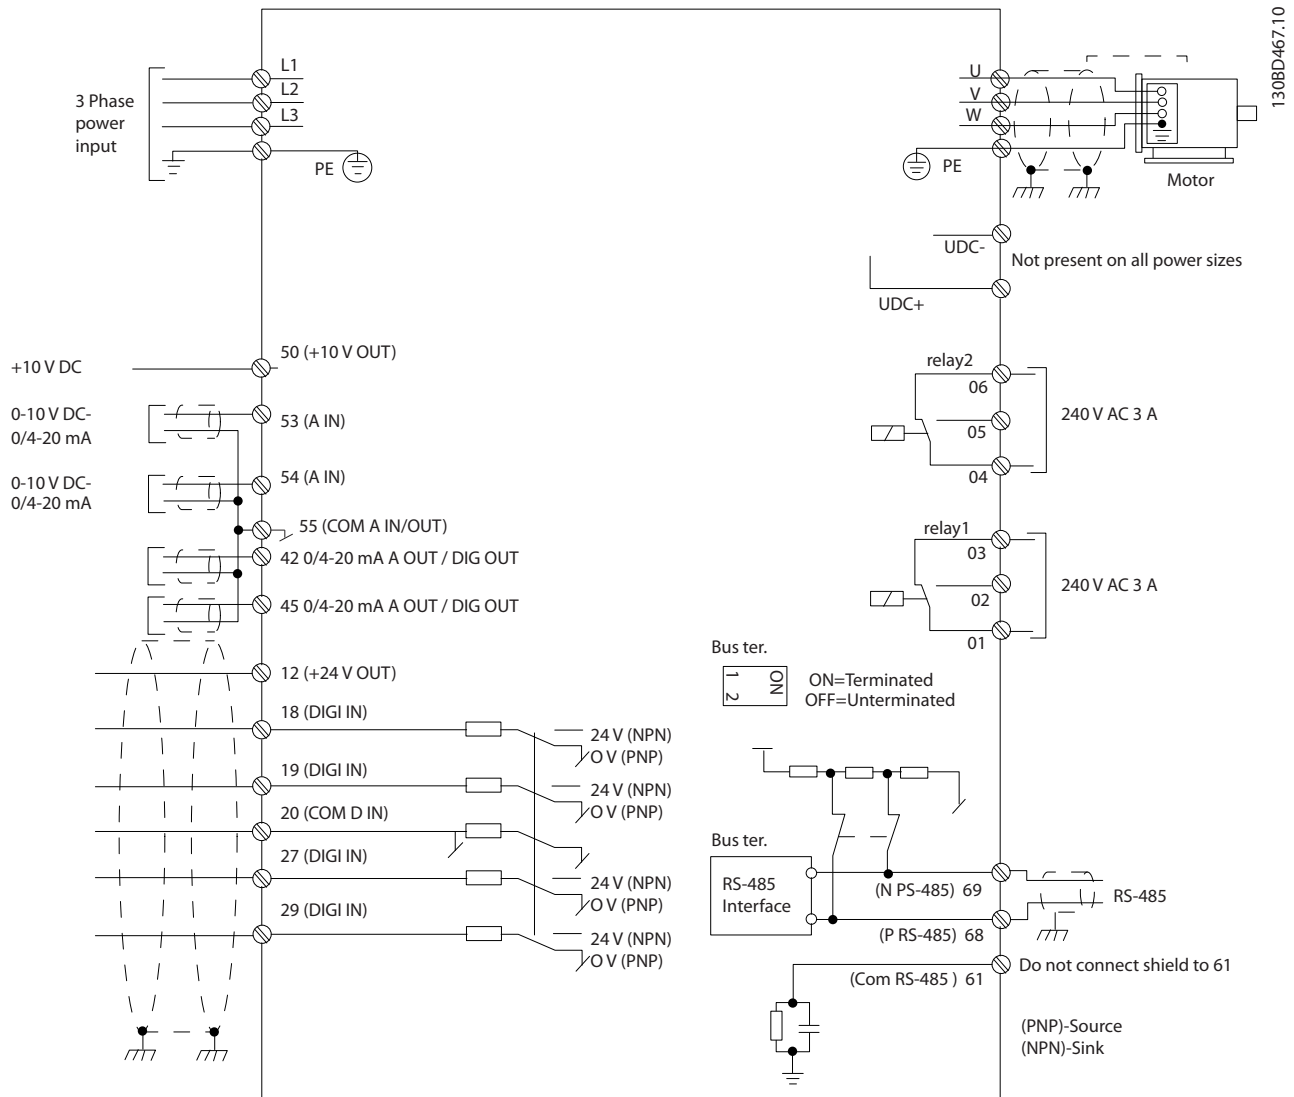 130BD467.10
L1
L2
L3
3 Phase
power
input
PE
U
V
W
PE
Motor
UDC-
Not present on all power sizes
UDC+
+10 V DC
50 (+10 V OUT)
0-10 V DC-
0/4-20 mA
53 (A IN)
0-10 V DC-
0/4-20 mA
54 (A IN)
55 (COM A IN/OUT)
42 0/4-20 mA A OUT / DIG OUT
45 0/4-20 mA A OUT / DIG OUT
12 (+24 V OUT)
18 (DIGI IN)
24 V (NPN)
O V (PNP)
19 (DIGI IN)
24 V (NPN)
O V (PNP)
20 (COM D IN)
27 (DIGI IN)
24 V (NPN)
O V (PNP)
29 (DIGI IN)
24 V (NPN)
O V (PNP)
relay2
06
05
04
240 V AC 3 A
relay1
03
02
01
240 V AC 3 A
Bus ter.
1
2
ON
ON=Terminated
OFF=Unterminated
Bus ter.
RS-485
Interface
(N PS-485) 69
RS-485
(P RS-485) 68
(Com RS-485 ) 61
Do not connect shield to 61
(PNP)-Source
(NPN)-Sink